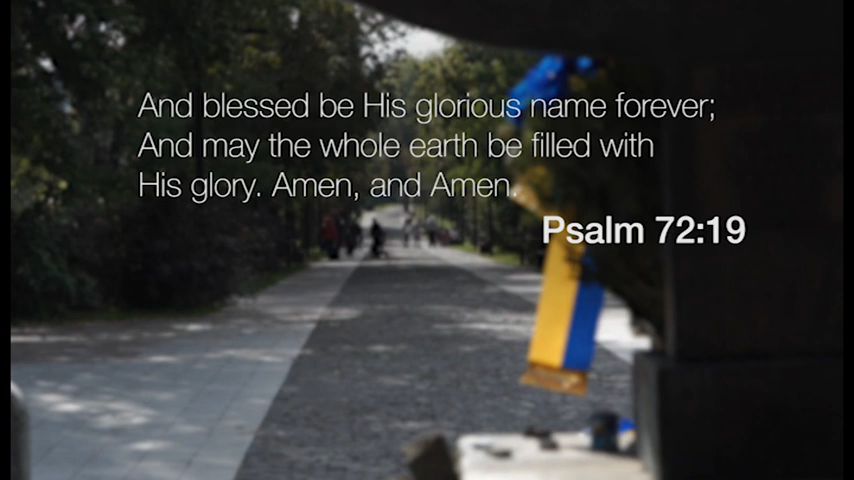 And blessed be His glorious name forever;
And may the whole earth be filled with
His glory. Amen, and Amen.
Psalm 72:19